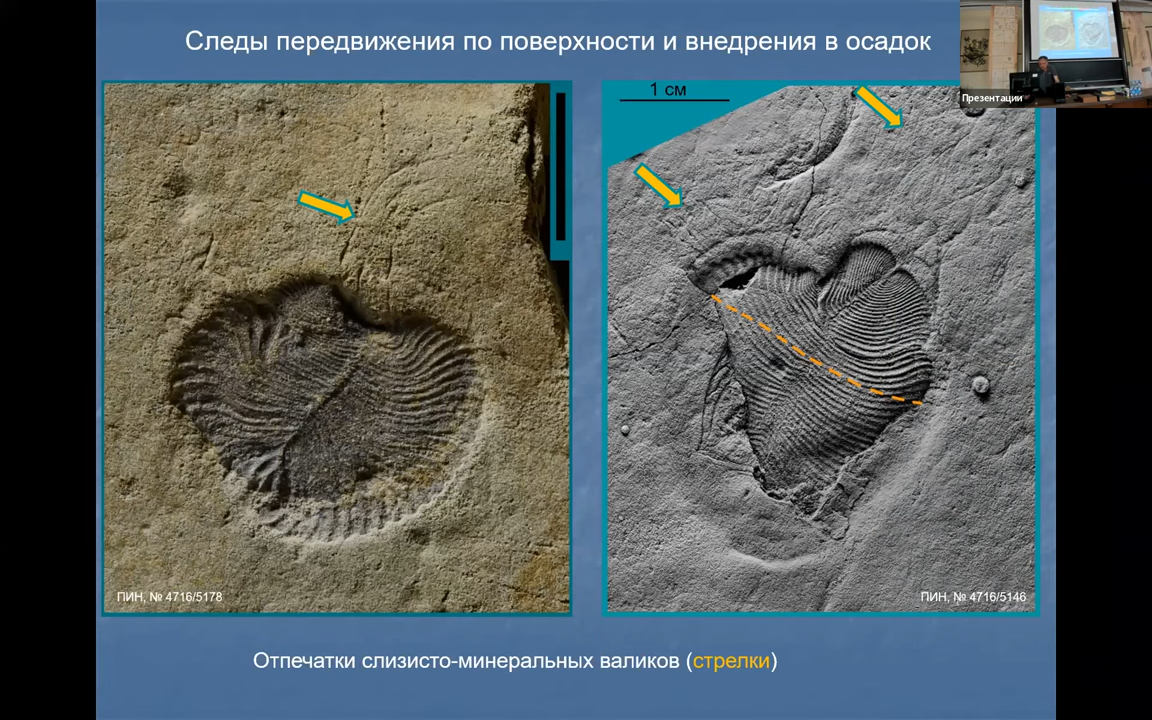 Следы передвижения по поверхности и внедрения в осадок
Презентации
1 см
ПИН, № 4716/5178
ПИН, № 4716/5146
Отпечатки слизисто-минеральных валиков (стрелки)